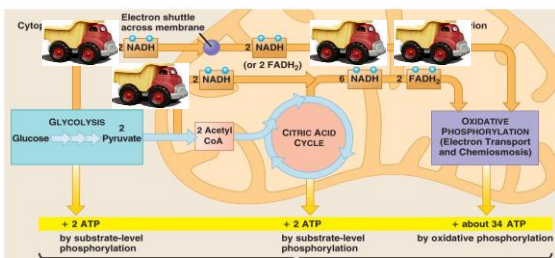 Electron shuttle
across membrane
2 NADH
2 NADH
(or 2 FADH2)
2 NADH
6 NADH
2 FADH2
GLYCOLYSIS
Glucose
2
Pyruvate
2 Acetyl
CoA
CITRIC ACID
CYCLE
OXIDATIVE
PHOSPHORYLATION
(Electron Transport
and Chemiosmosis)
+ 2 ATP
+ 2 ATP
+ about 34 ATP
by substrate-level
phosphorylation
by substrate-level
phosphorylation
by oxidative phosphorylation